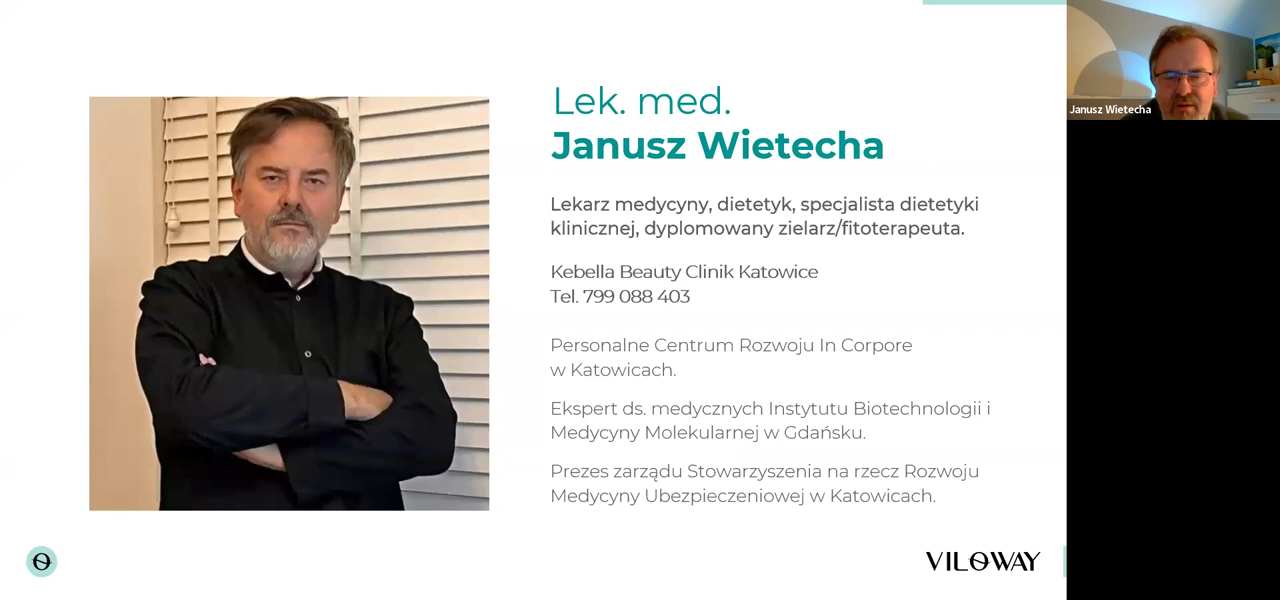 Lek. med.
Janusz Wietecha
Lekarz medycyny, dietetyk, specjalista dietetyki
klinicznej, dyplomowany zielarz/fitoterapeuta.
Kebella Beauty Clinik Katowice
Tel. 799 088 403
Personalne Centrum Rozwoju In Corpore
w Katowicach.
Ekspert ds. medycznych Instytutu Biotechnologii i
Medycyny Molekularnej w Gdańsku.
Prezes zarządu Stowarzyszenia na rzecz Rozwoju
Medycyny Ubezpieczeniowej w Katowicach.
VILOWAY
Janusz Wietecha